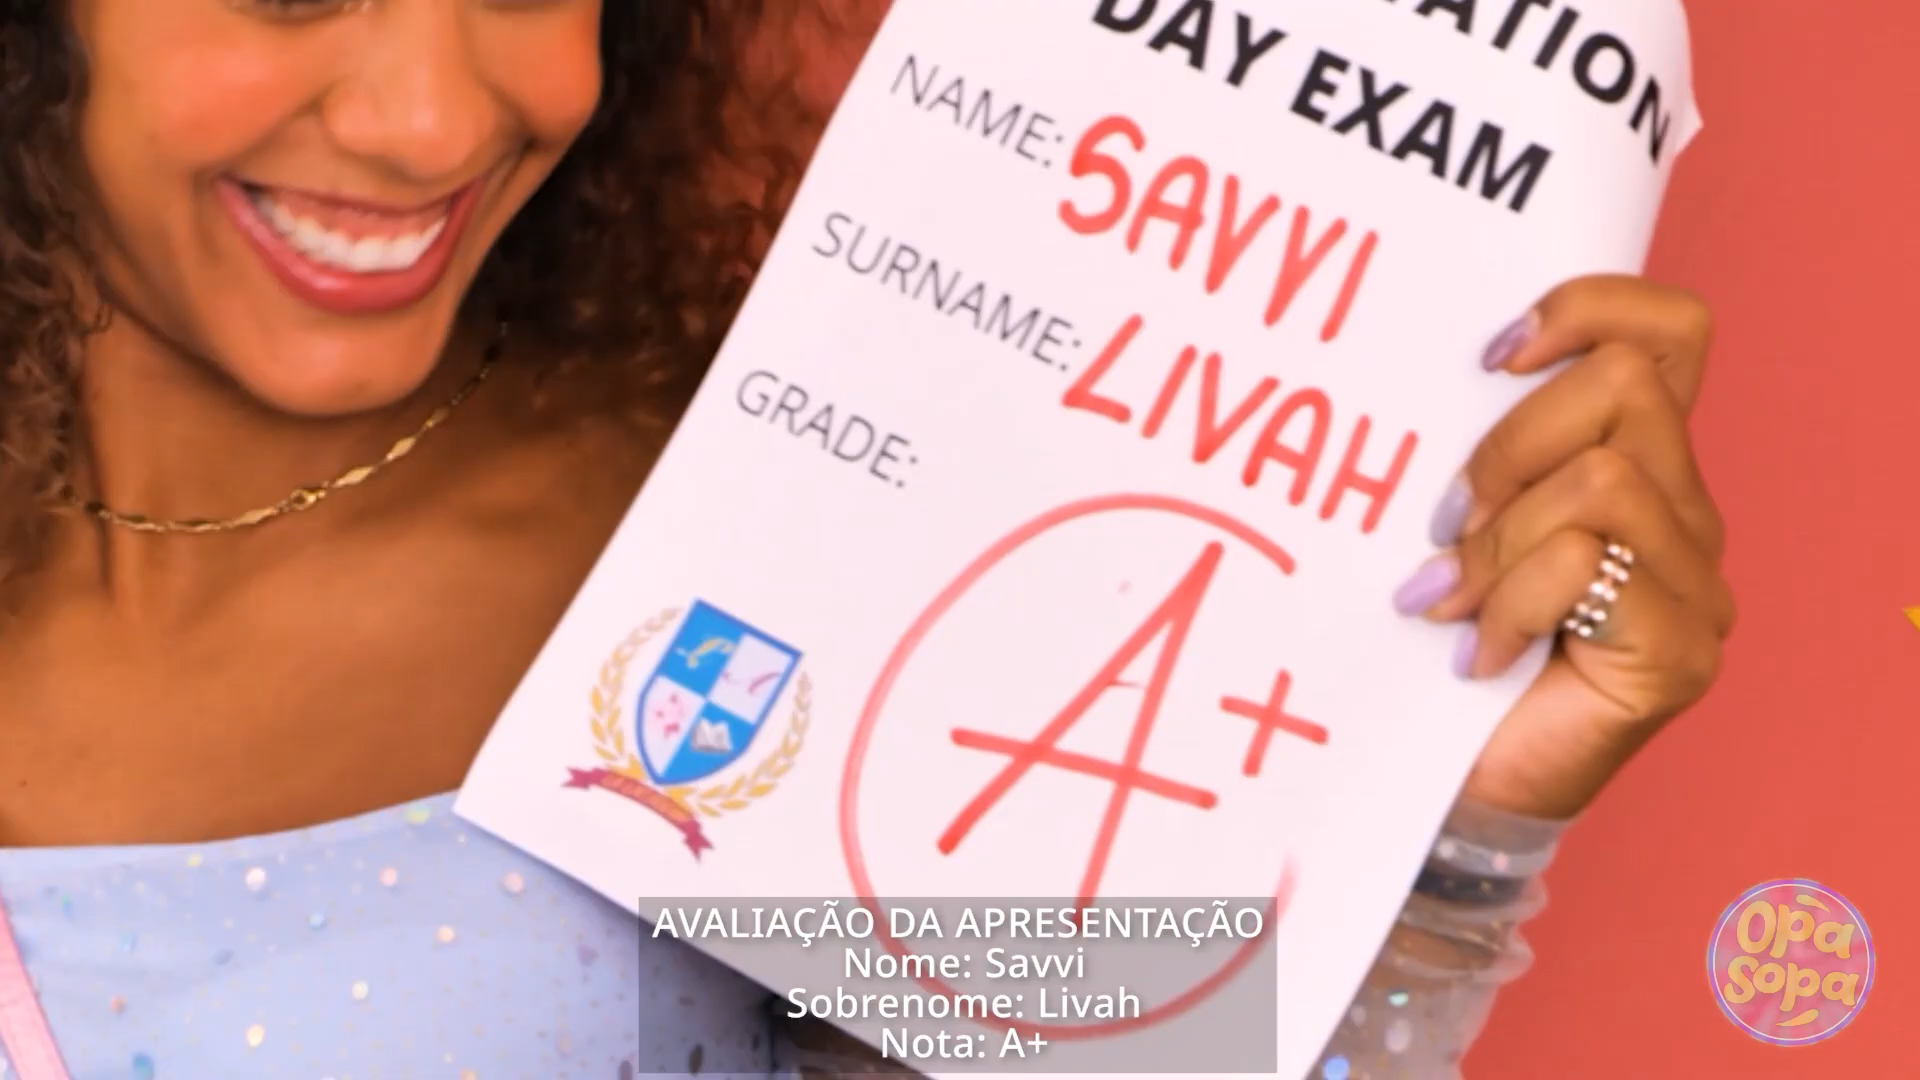 DAY EXAM
NAME: SAVVI
SURNAME: LIVAH
GRADE:
A+
AVALIAÇÃO DA APRESENTAÇÃO
Nome: Savvi
Sobrenome: Livah
Nota: A+
Opa
Sopa